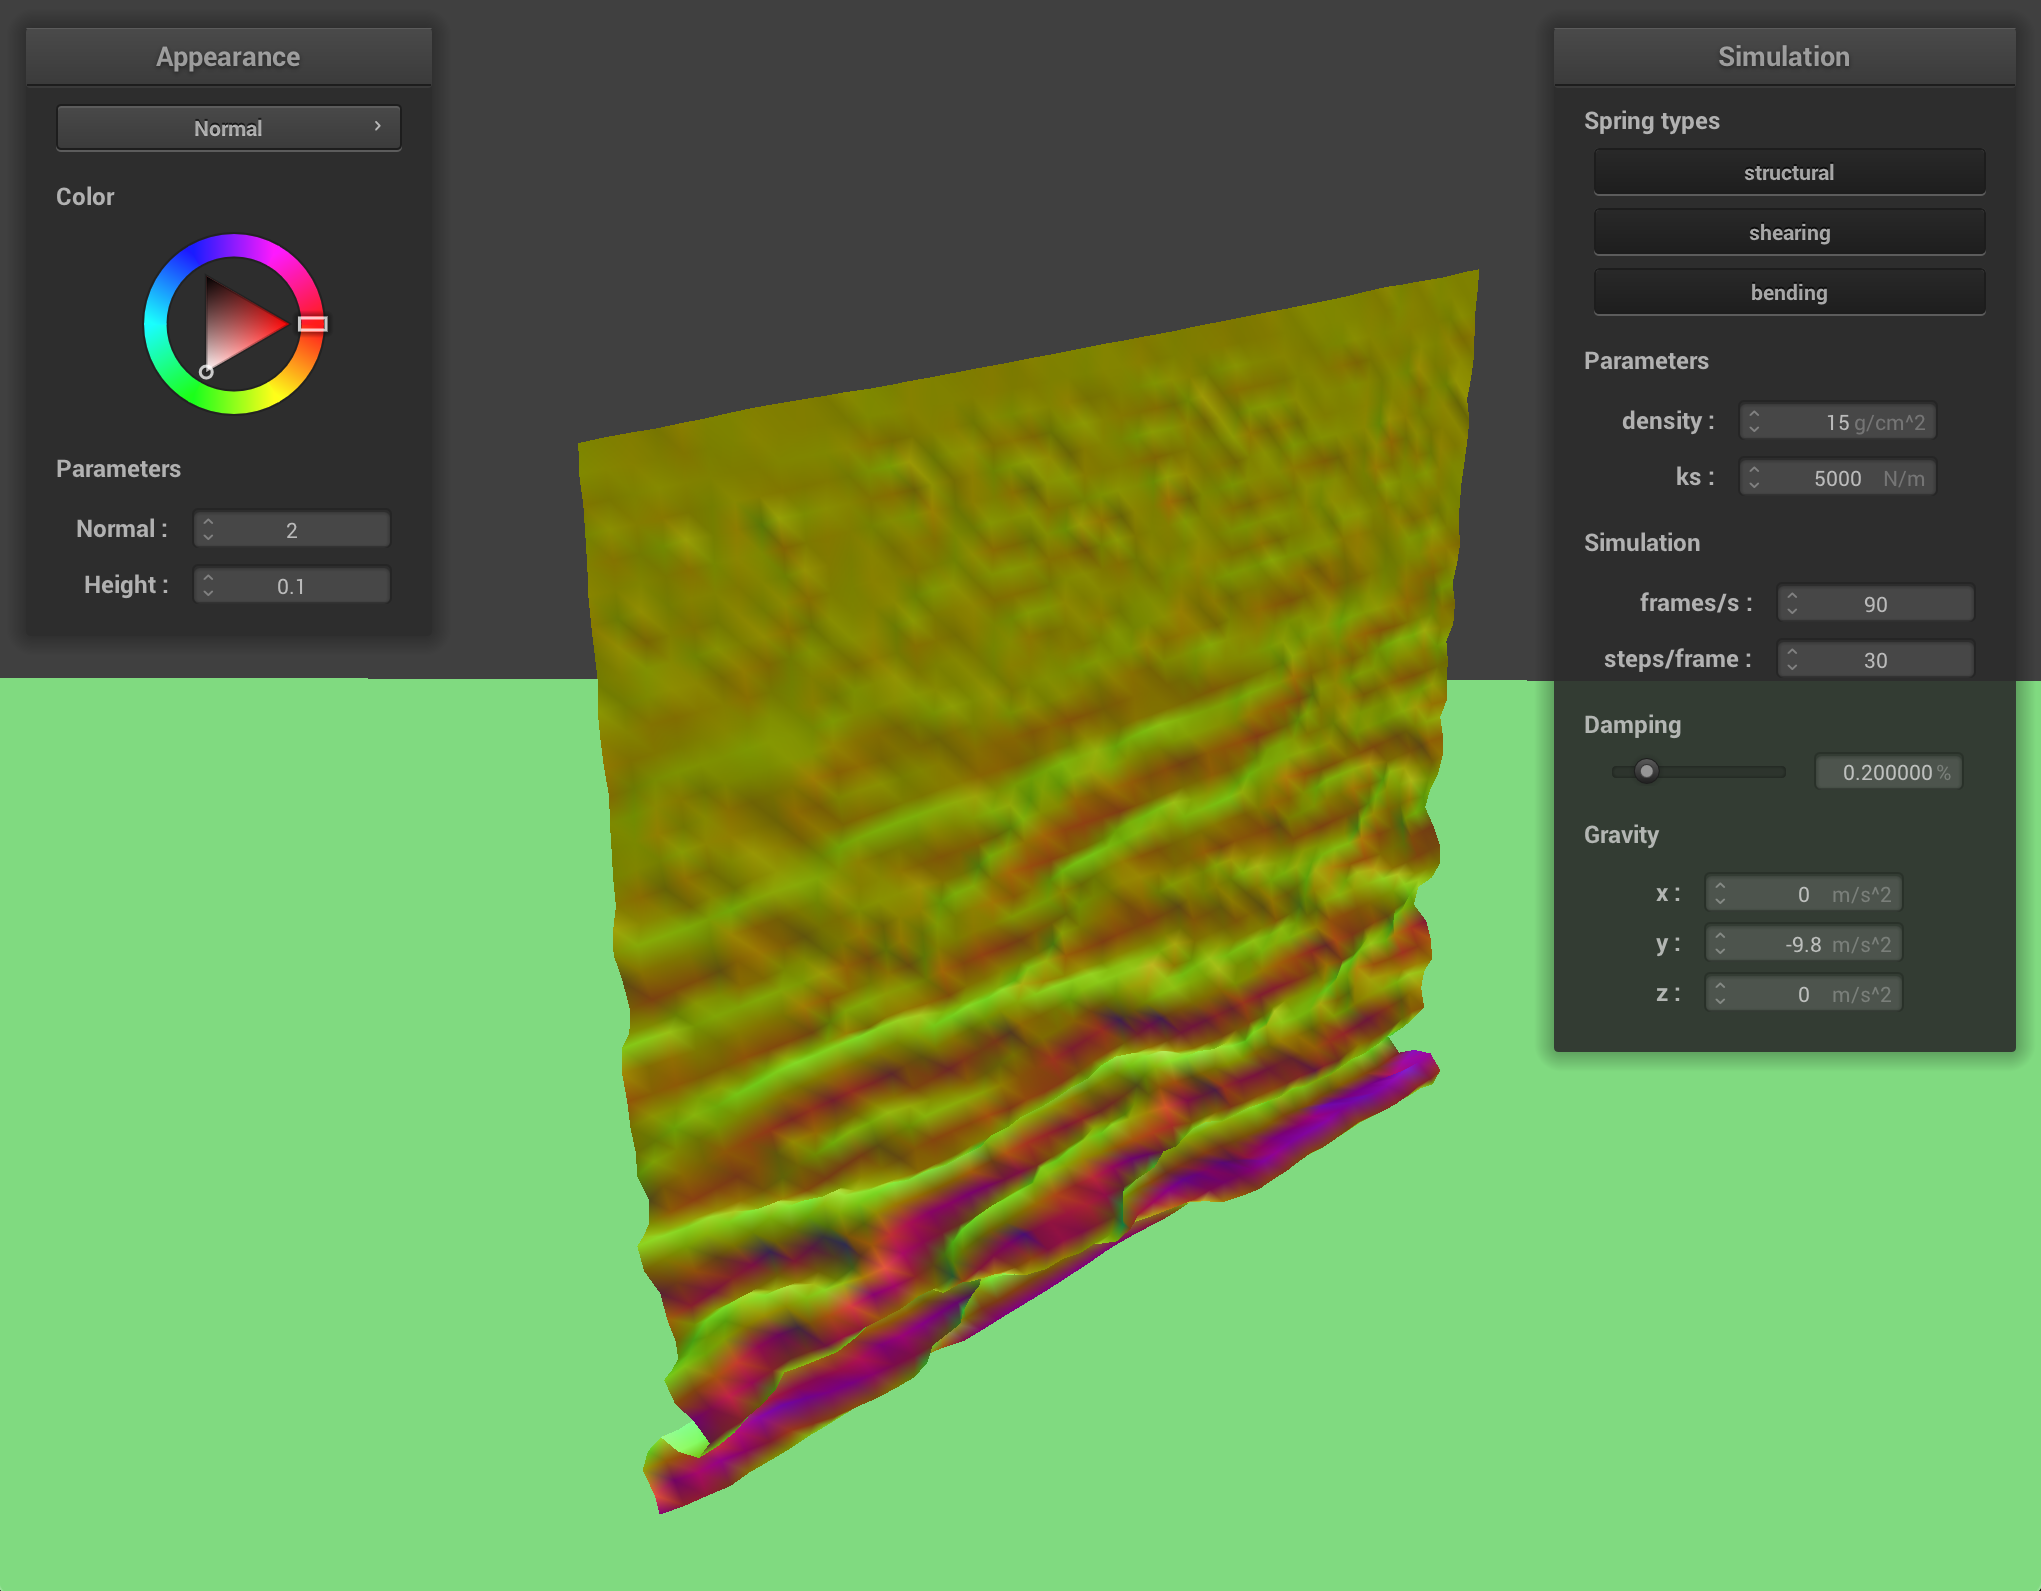 Appearance
Normal
Color
Parameters
Normal : 2
Height : 0.1
Simulation
Spring types
structural
shearing
bending
Parameters
density : 15 g/cm^2
ks : 5000 N/m
Simulation
frames/s : 90
steps/frame : 30
Damping
0.200000 %
Gravity
x : 0 m/s^2
y : -9.8 m/s^2
z : 0 m/s^2